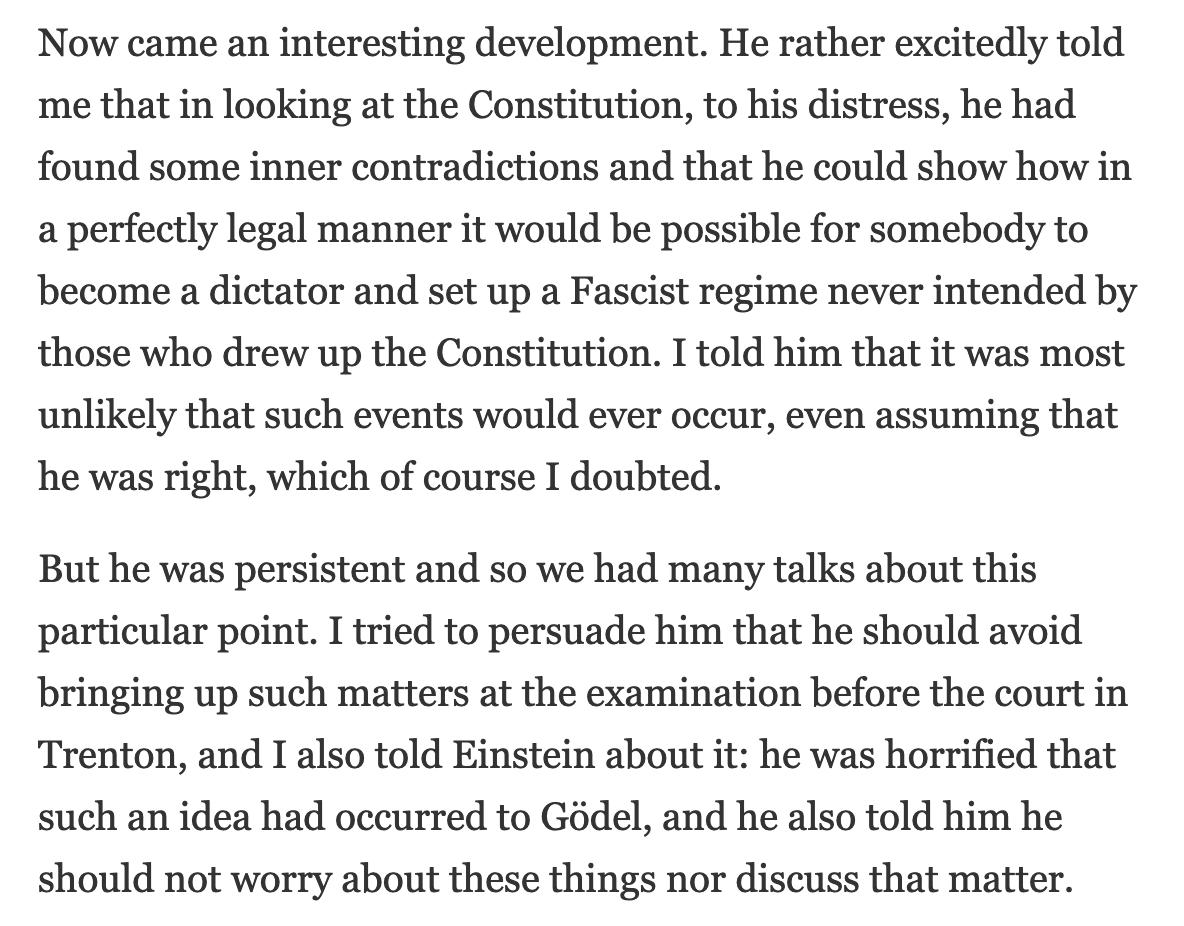 Now came an interesting development. He rather excitedly told
me that in looking at the Constitution, to his distress, he had
found some inner contradictions and that he could show how in
a perfectly legal manner it would be possible for somebody to
become a dictator and set up a Fascist regime never intended by
those who drew up the Constitution. I told him that it was most
unlikely that such events would ever occur, even assuming that
he was right, which of course I doubted.
But he was persistent and so we had many talks about this
particular point. I tried to persuade him that he should avoid
bringing up such matters at the examination before the court in
Trenton, and I also told Einstein about it: he was horrified that
such an idea had occurred to Gödel, and he also told him he
should not worry about these things nor discuss that matter.